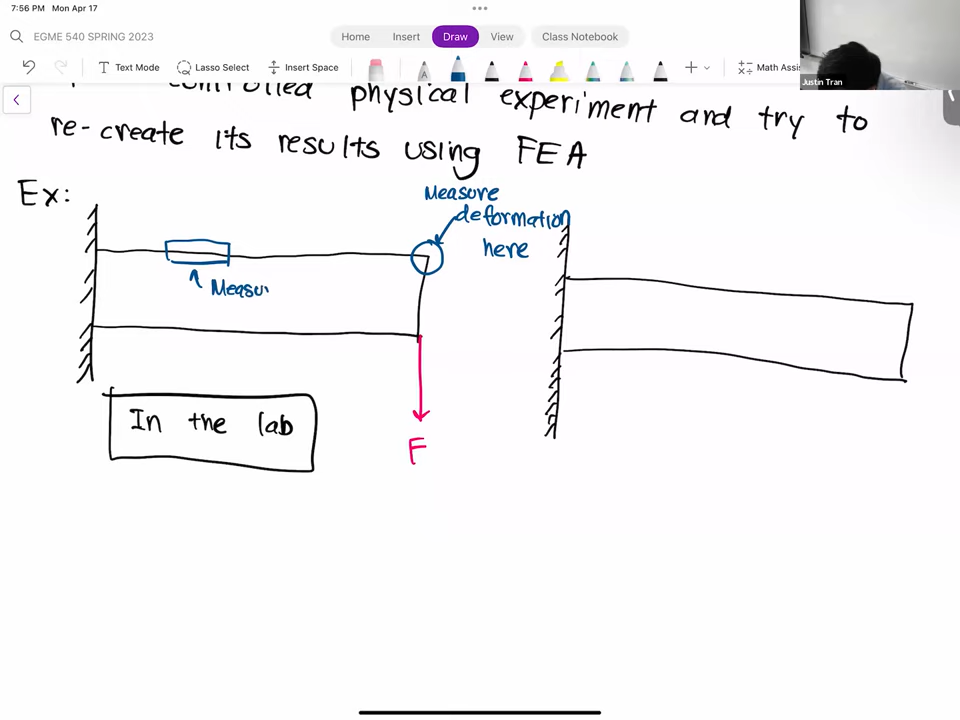 7:56 PM Mon Apr 17
EGME 540 SPRING 2023
Home Insert Draw View Class Notebook
Text Mode Lasso Select Insert Space A Math Assis
Justin Tran
controlled physical experiment and try to
re-create its results using FEA
Ex:
Measure
deformation
here
Measu
In the lab
F